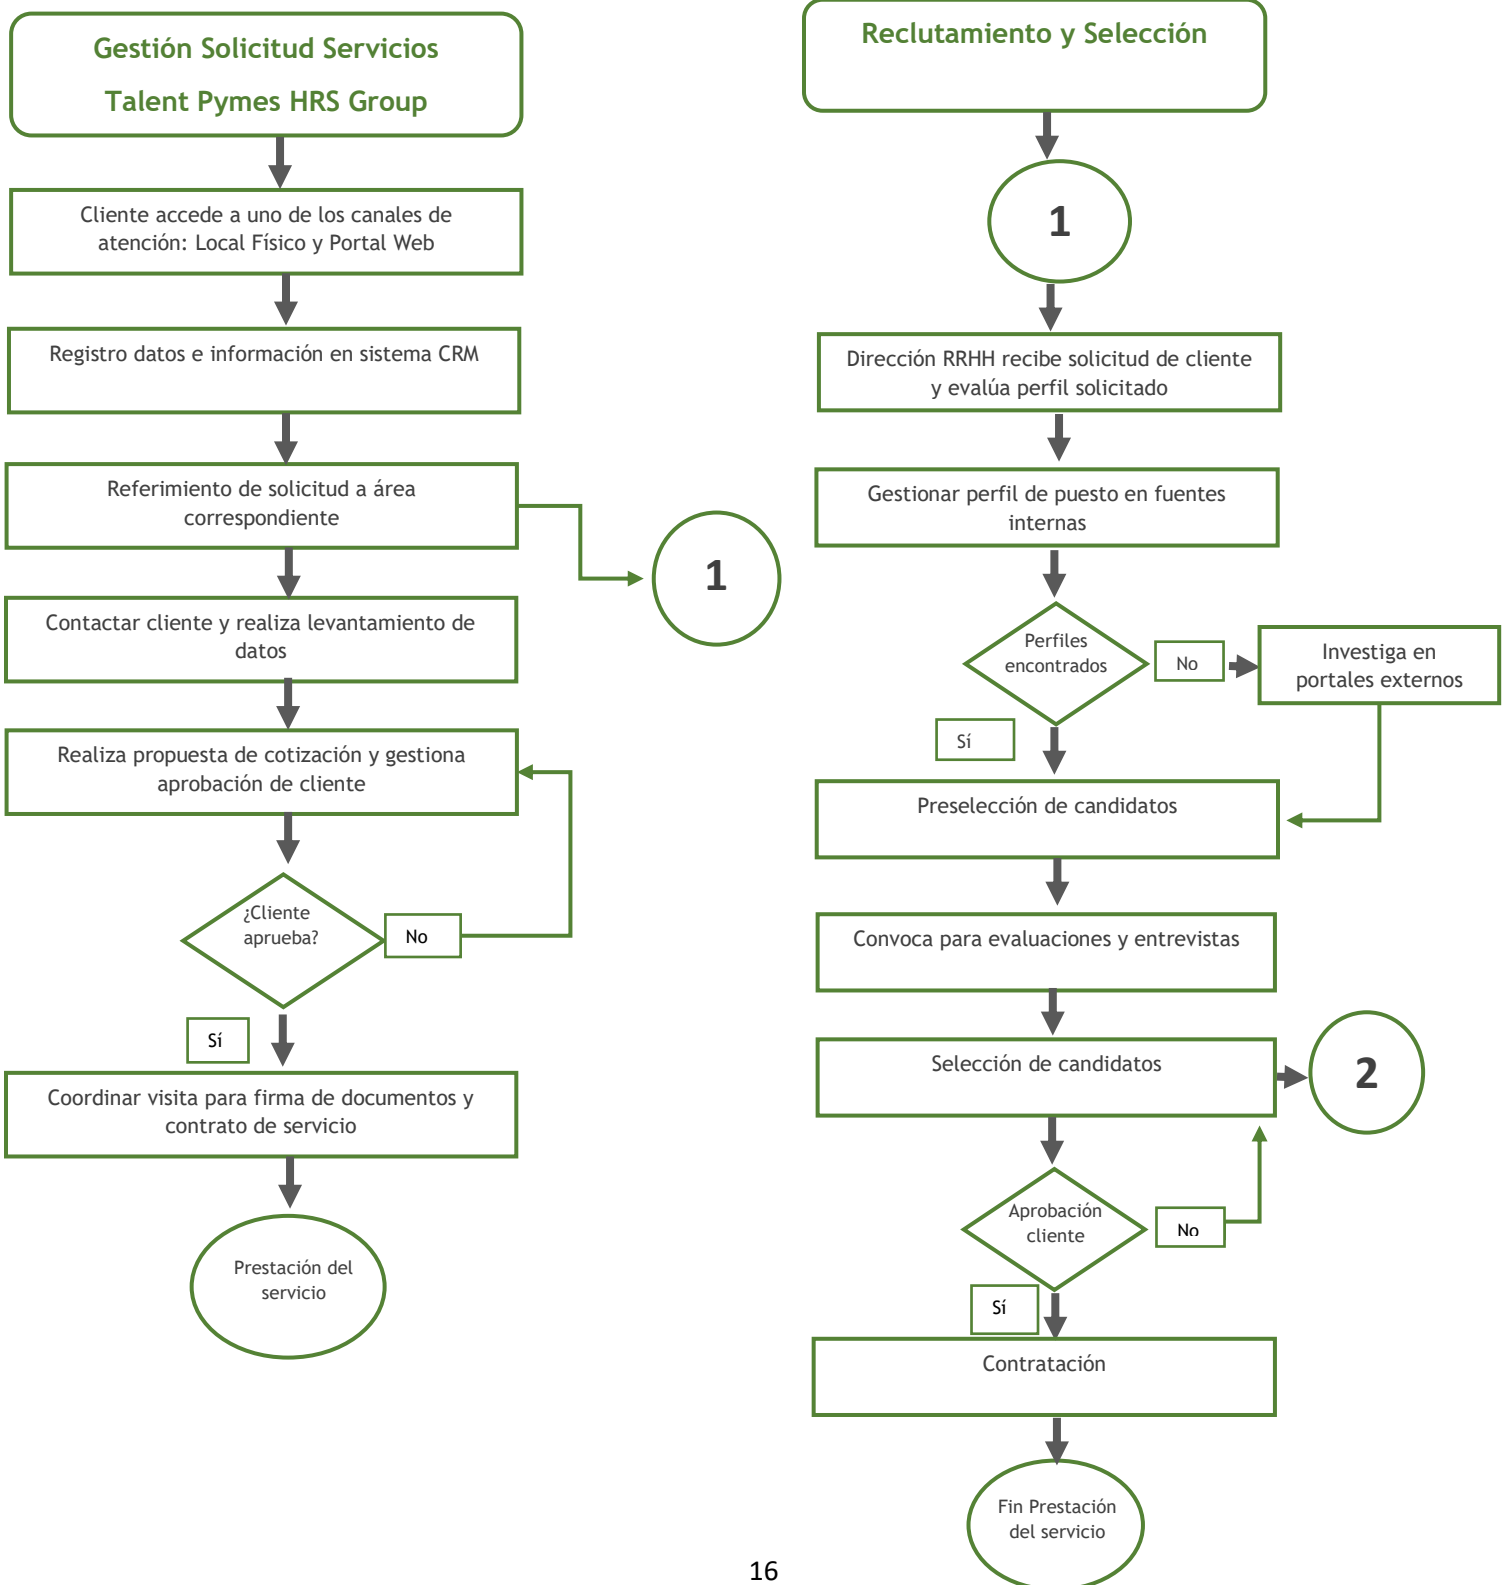 Gestión Solicitud Servicios
Talent Pymes HRS Group
Cliente accede a uno de los canales de
atención: Local Físico y Portal Web
Registro datos e información en sistema CRM
Referimiento de solicitud a área
correspondiente
1
Contactar cliente y realiza levantamiento de
datos
Realiza propuesta de cotización y gestiona
aprobación de cliente
¿Cliente
aprueba?
No
Sí
Coordinar visita para firma de documentos y
contrato de servicio
Prestación del
servicio
Reclutamiento y Selección
1
Dirección RRHH recibe solicitud de cliente
y evalúa perfil solicitado
Gestionar perfil de puesto en fuentes
internas
Perfiles
encontrados
No
Investiga en
portales externos
Sí
Preselección de candidatos
Convoca para evaluaciones y entrevistas
Selección de candidatos
2
Aprobación
cliente
No
Sí
Contratación
Fin Prestación
del servicio
16